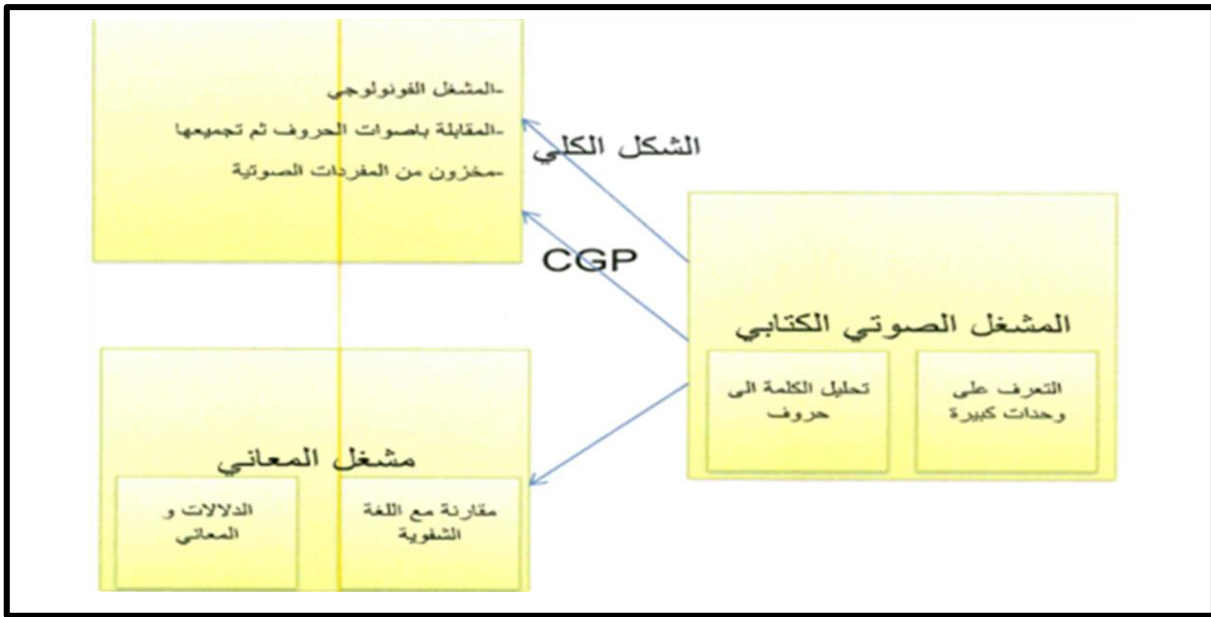 -المشغل الفونولوجي
-المقابلة باصوات الحروف ثم تجميعها
-مخزون من المفردات الصوتية
الشكل الكلي
CGP
المشغل الصوتي الكتابي
التعرف على
وحدات كبيرة
تحليل الكلمة الى
حروف
مشغل المعاني
مقارنة مع اللغة
الشفوية
الدلالات و
المعاني